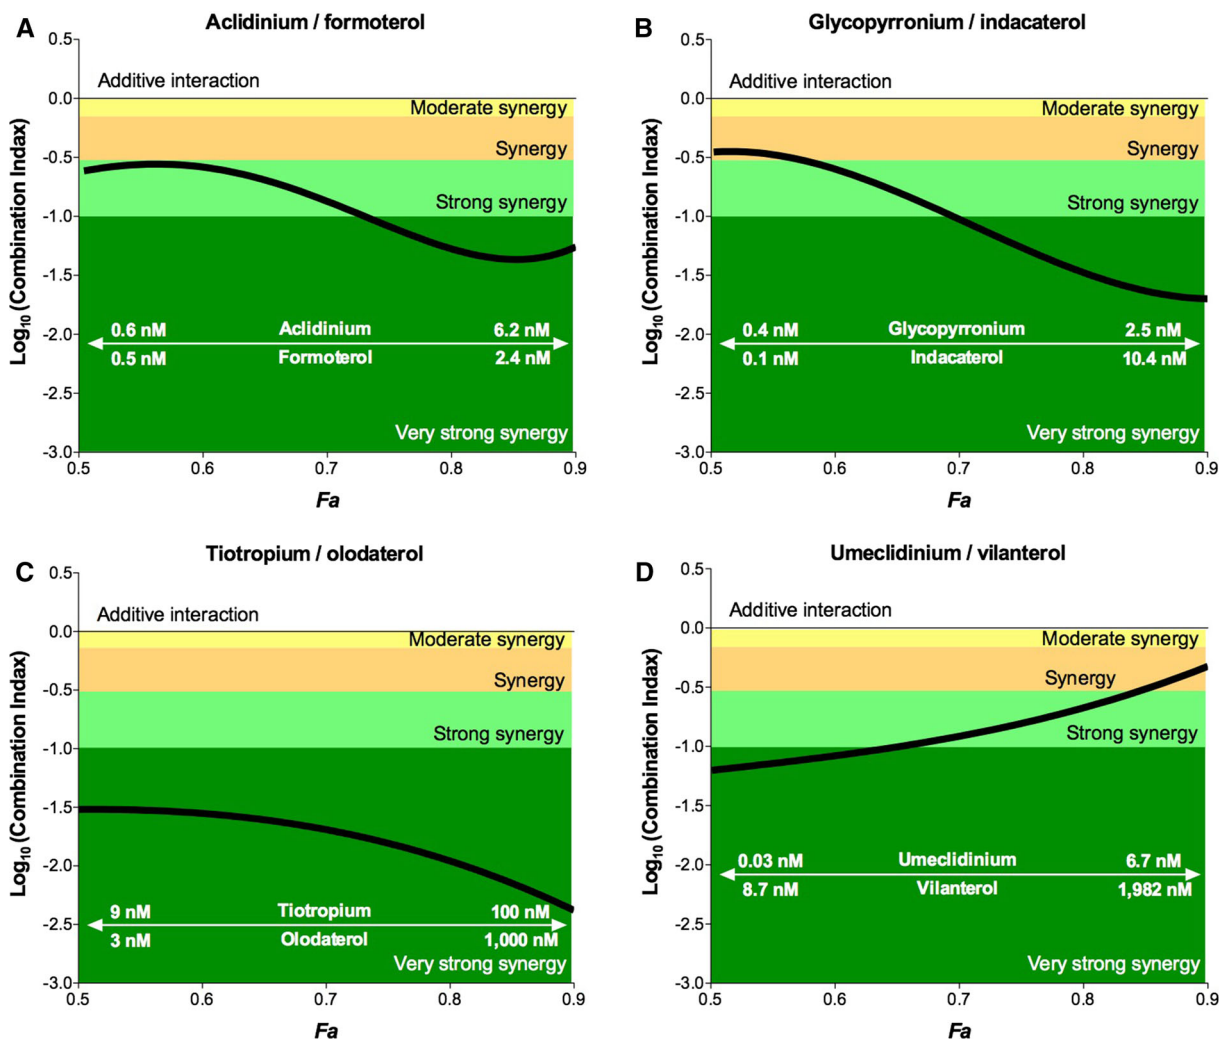 A
Aclidinium / formoterol
0.5
Additive interaction
0.0
Moderate synergy
Synergy
-0.5
Strong synergy
-1.0
-1.5
0.6 nM Aclidinium 6.2 nM
-2.0
0.5 nM Formoterol 2.4 nM
-2.5
Very strong synergy
-3.0
0.5 0.6 0.7 0.8 0.9
Fa
Log10 (Combination Indax)
B
Glycopyrronium / indacaterol
0.5
Additive interaction
0.0
Moderate synergy
Synergy
-0.5
Strong synergy
-1.0
-1.5
0.4 nM Glycopyrronium 2.5 nM
-2.0
0.1 nM Indacaterol 10.4 nM
-2.5
Very strong synergy
-3.0
0.5 0.6 0.7 0.8 0.9
Fa
Log10 (Combination Indax)
C
Tiotropium / olodaterol
0.5
Additive interaction
0.0
Moderate synergy
Synergy
-0.5
Strong synergy
-1.0
-1.5
-2.0
9 nM Tiotropium 100 nM
-2.5
3 nM Olodaterol 1,000 nM
Very strong synergy
-3.0
0.5 0.6 0.7 0.8 0.9
Fa
Log10 (Combination Indax)
D
Umeclidinium / vilanterol
0.5
Additive interaction
0.0
Moderate synergy
Synergy
-0.5
Strong synergy
-1.0
-1.5
0.03 nM Umeclidinium 6.7 nM
-2.0
8.7 nM Vilanterol 1,982 nM
-2.5
Very strong synergy
-3.0
0.5 0.6 0.7 0.8 0.9
Fa
Log10 (Combination Indax)